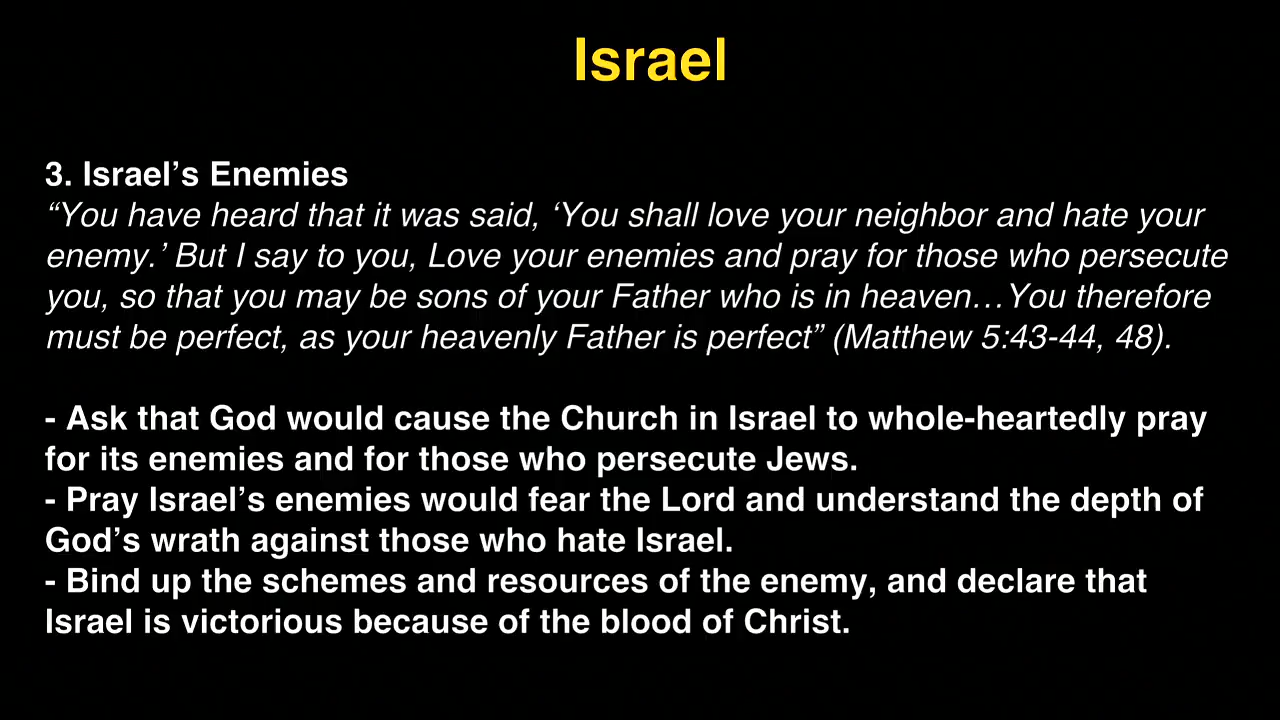 Israel
3. Israel’s Enemies
“You have heard that it was said, ‘You shall love your neighbor and hate your
enemy.’ But I say to you, Love your enemies and pray for those who persecute
you, so that you may be sons of your Father who is in heaven…You therefore
must be perfect, as your heavenly Father is perfect” (Matthew 5:43-44, 48).
- Ask that God would cause the Church in Israel to whole-heartedly pray
for its enemies and for those who persecute Jews.
- Pray Israel’s enemies would fear the Lord and understand the depth of
God’s wrath against those who hate Israel.
- Bind up the schemes and resources of the enemy, and declare that
Israel is victorious because of the blood of Christ.